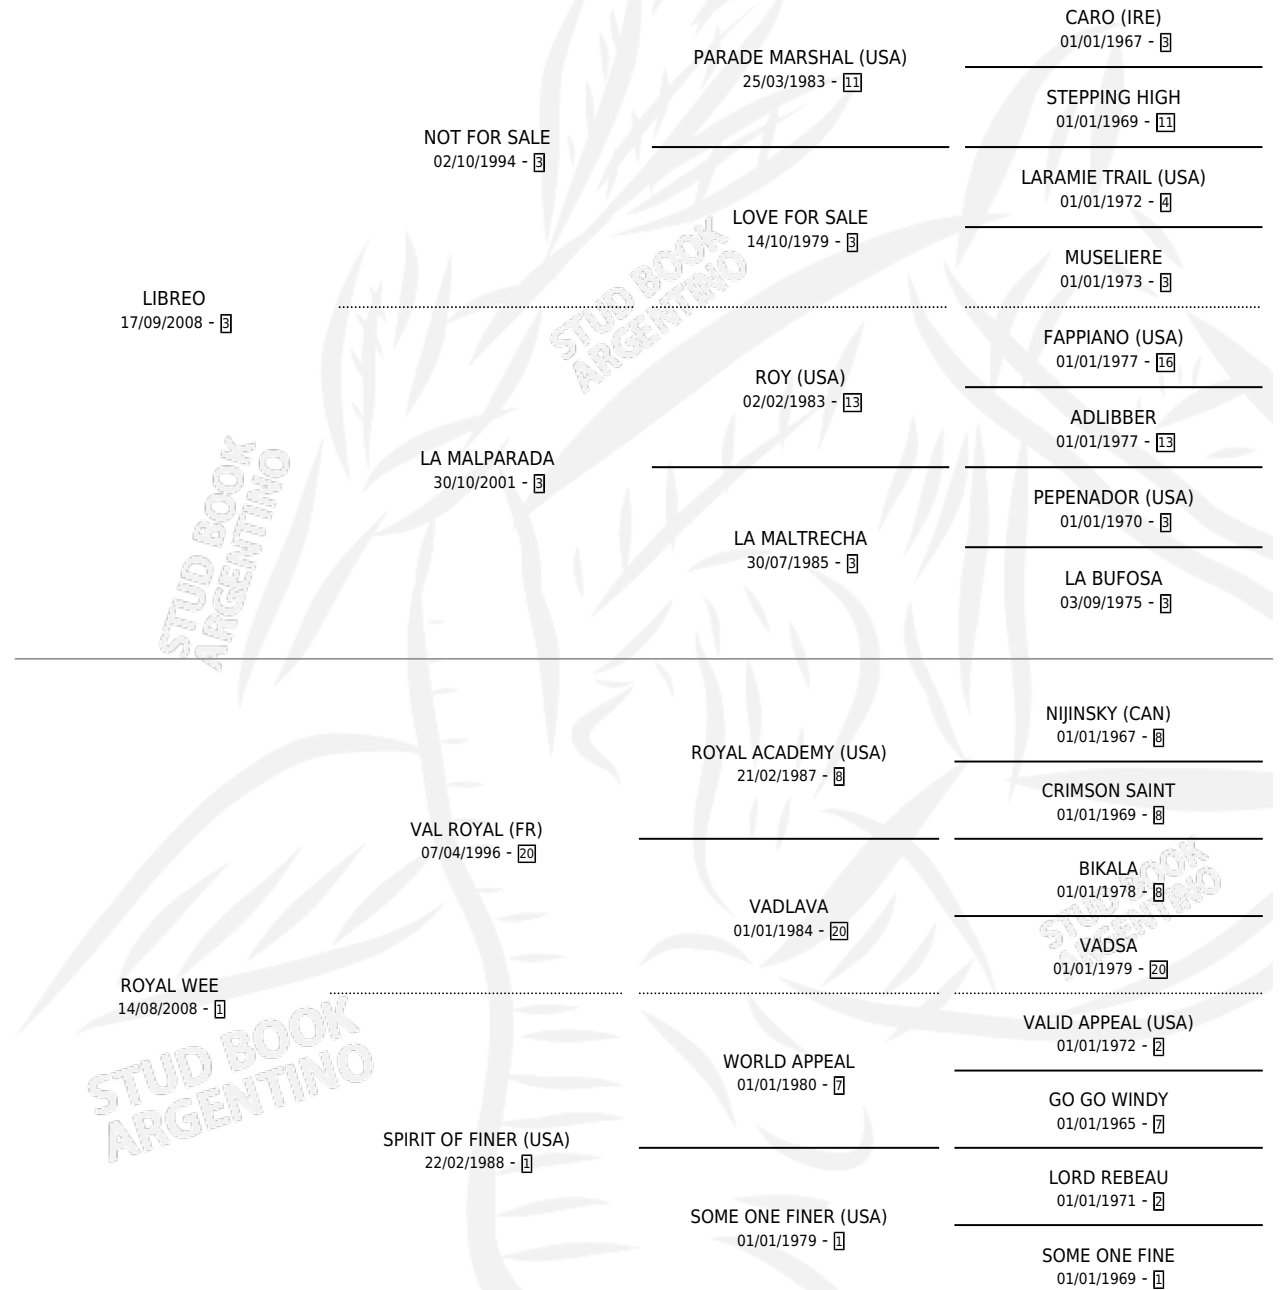 CARO (IRE)
01/01/1967 - 3
PARADE MARSHAL (USA)
25/03/1983 - 11
STEPPING HIGH
01/01/1969 - 11
NOT FOR SALE
02/10/1994 - 3
LARAMIE TRAIL (USA)
01/01/1972 - 4
LOVE FOR SALE
14/10/1979 - 3
MUSELIERE
01/01/1973 - 3
LIBREO
17/09/2008 - 3
FAPPIANO (USA)
01/01/1977 - 16
ROY (USA)
02/02/1983 - 13
ADLIBBER
01/01/1977 - 13
LA MALPARADA
30/10/2001 - 3
PEPENADOR (USA)
01/01/1970 - 3
LA MALTRECHA
30/07/1985 - 3
LA BUFOSA
03/09/1975 - 3
NIJINSKY (CAN)
01/01/1967 - 8
ROYAL ACADEMY (USA)
21/02/1987 - 8
CRIMSON SAINT
01/01/1969 - 8
VAL ROYAL (FR)
07/04/1996 - 20
BIKALA
01/01/1978 - 8
VADLAVA
01/01/1984 - 20
VADSA
01/01/1979 - 20
ROYAL WEE
14/08/2008 - 1
VALID APPEAL (USA)
01/01/1972 - 2
WORLD APPEAL
01/01/1980 - 7
GO GO WINDY
01/01/1965 - 7
SPIRIT OF FINER (USA)
22/02/1988 - 1
LORD REBEAU
01/01/1971 - 2
SOME ONE FINER (USA)
01/01/1979 - 1
SOME ONE FINE
01/01/1969 - 1
STUD BOOK
ARGENTINO
STUD BOOK
ARGENTINO
STUD BOOK
ARGENTINO
STUD BOOK
ARGENTINO